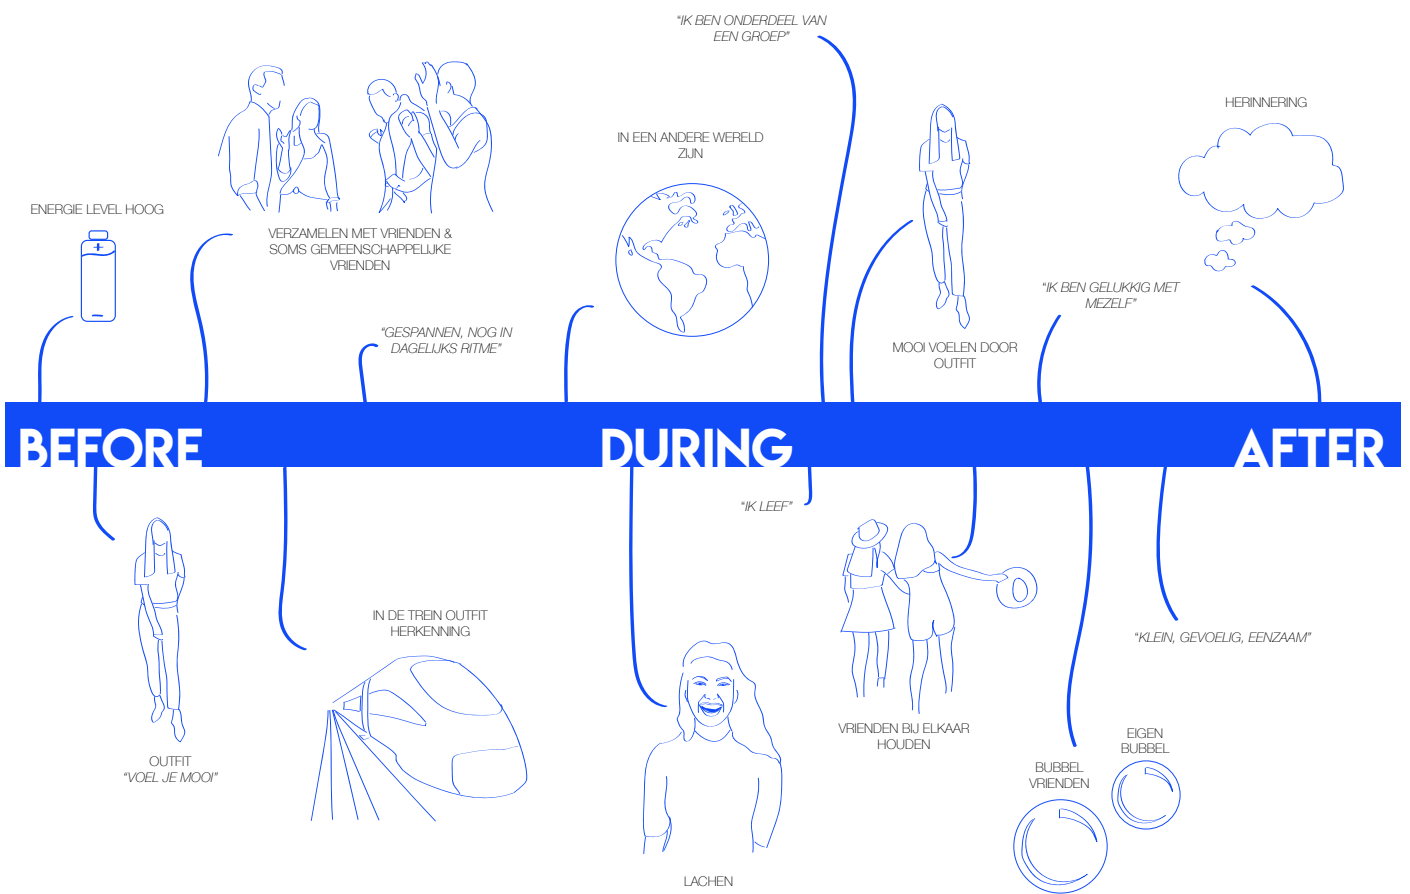 "IK BEN ONDERDEEL VAN
EEN GROEP"
HERINNERING
IN EEN ANDERE WERELD
ZIJN
ENERGIE LEVEL HOOG
VERZAMELEN MET VRIENDEN &
SOMS GEMEENSCHAPPELIJKE
VRIENDEN
"IK BEN GELUKKIG MET
MEZELF"
"GESPANNEN, NOG IN
DAGELIJKS RITME"
MOOI VOELEN DOOR
OUTFIT
BEFORE
DURING
AFTER
"IK LEEF"
IN DE TREIN OUTFIT
HERKENNING
"KLEIN, GEVOELIG, EENZAAM"
VRIENDEN BIJ ELKAAR
HOUDEN
OUTFIT
"VOEL JE MOOI"
EIGEN
BUBBEL
BUBBEL
VRIENDEN
LACHEN